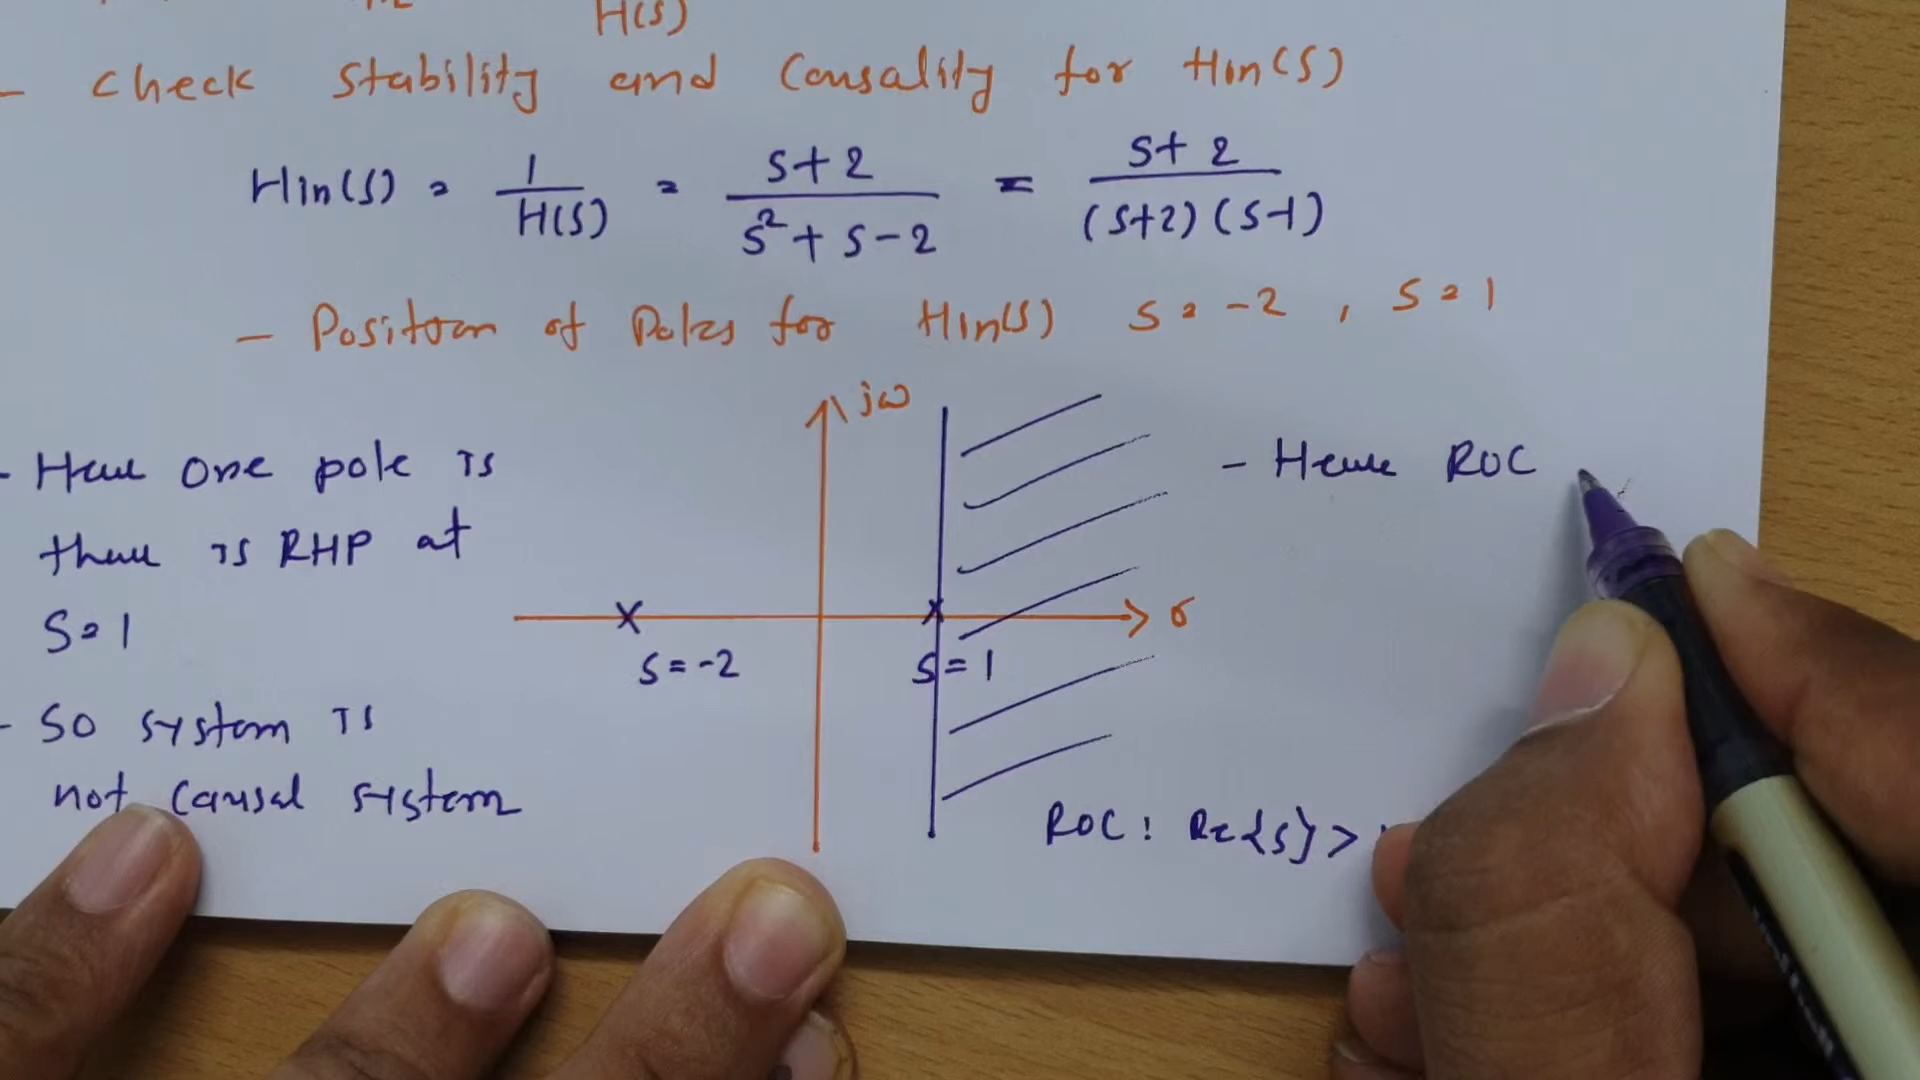 H(S)
- Check Stability and Causality for Hin(S)
Hin(S) = 1/H(S) = S+2/S²+S-2 = S+2/(S+2)(S-1)
- Position of Poles for Hin(S) S=-2, S=1
jω
- Here one pole is
there is RHP at
S=1
- So system is
not causal system
σ
S=-2
S=1
ROC: Re{S}>
- Hence ROC